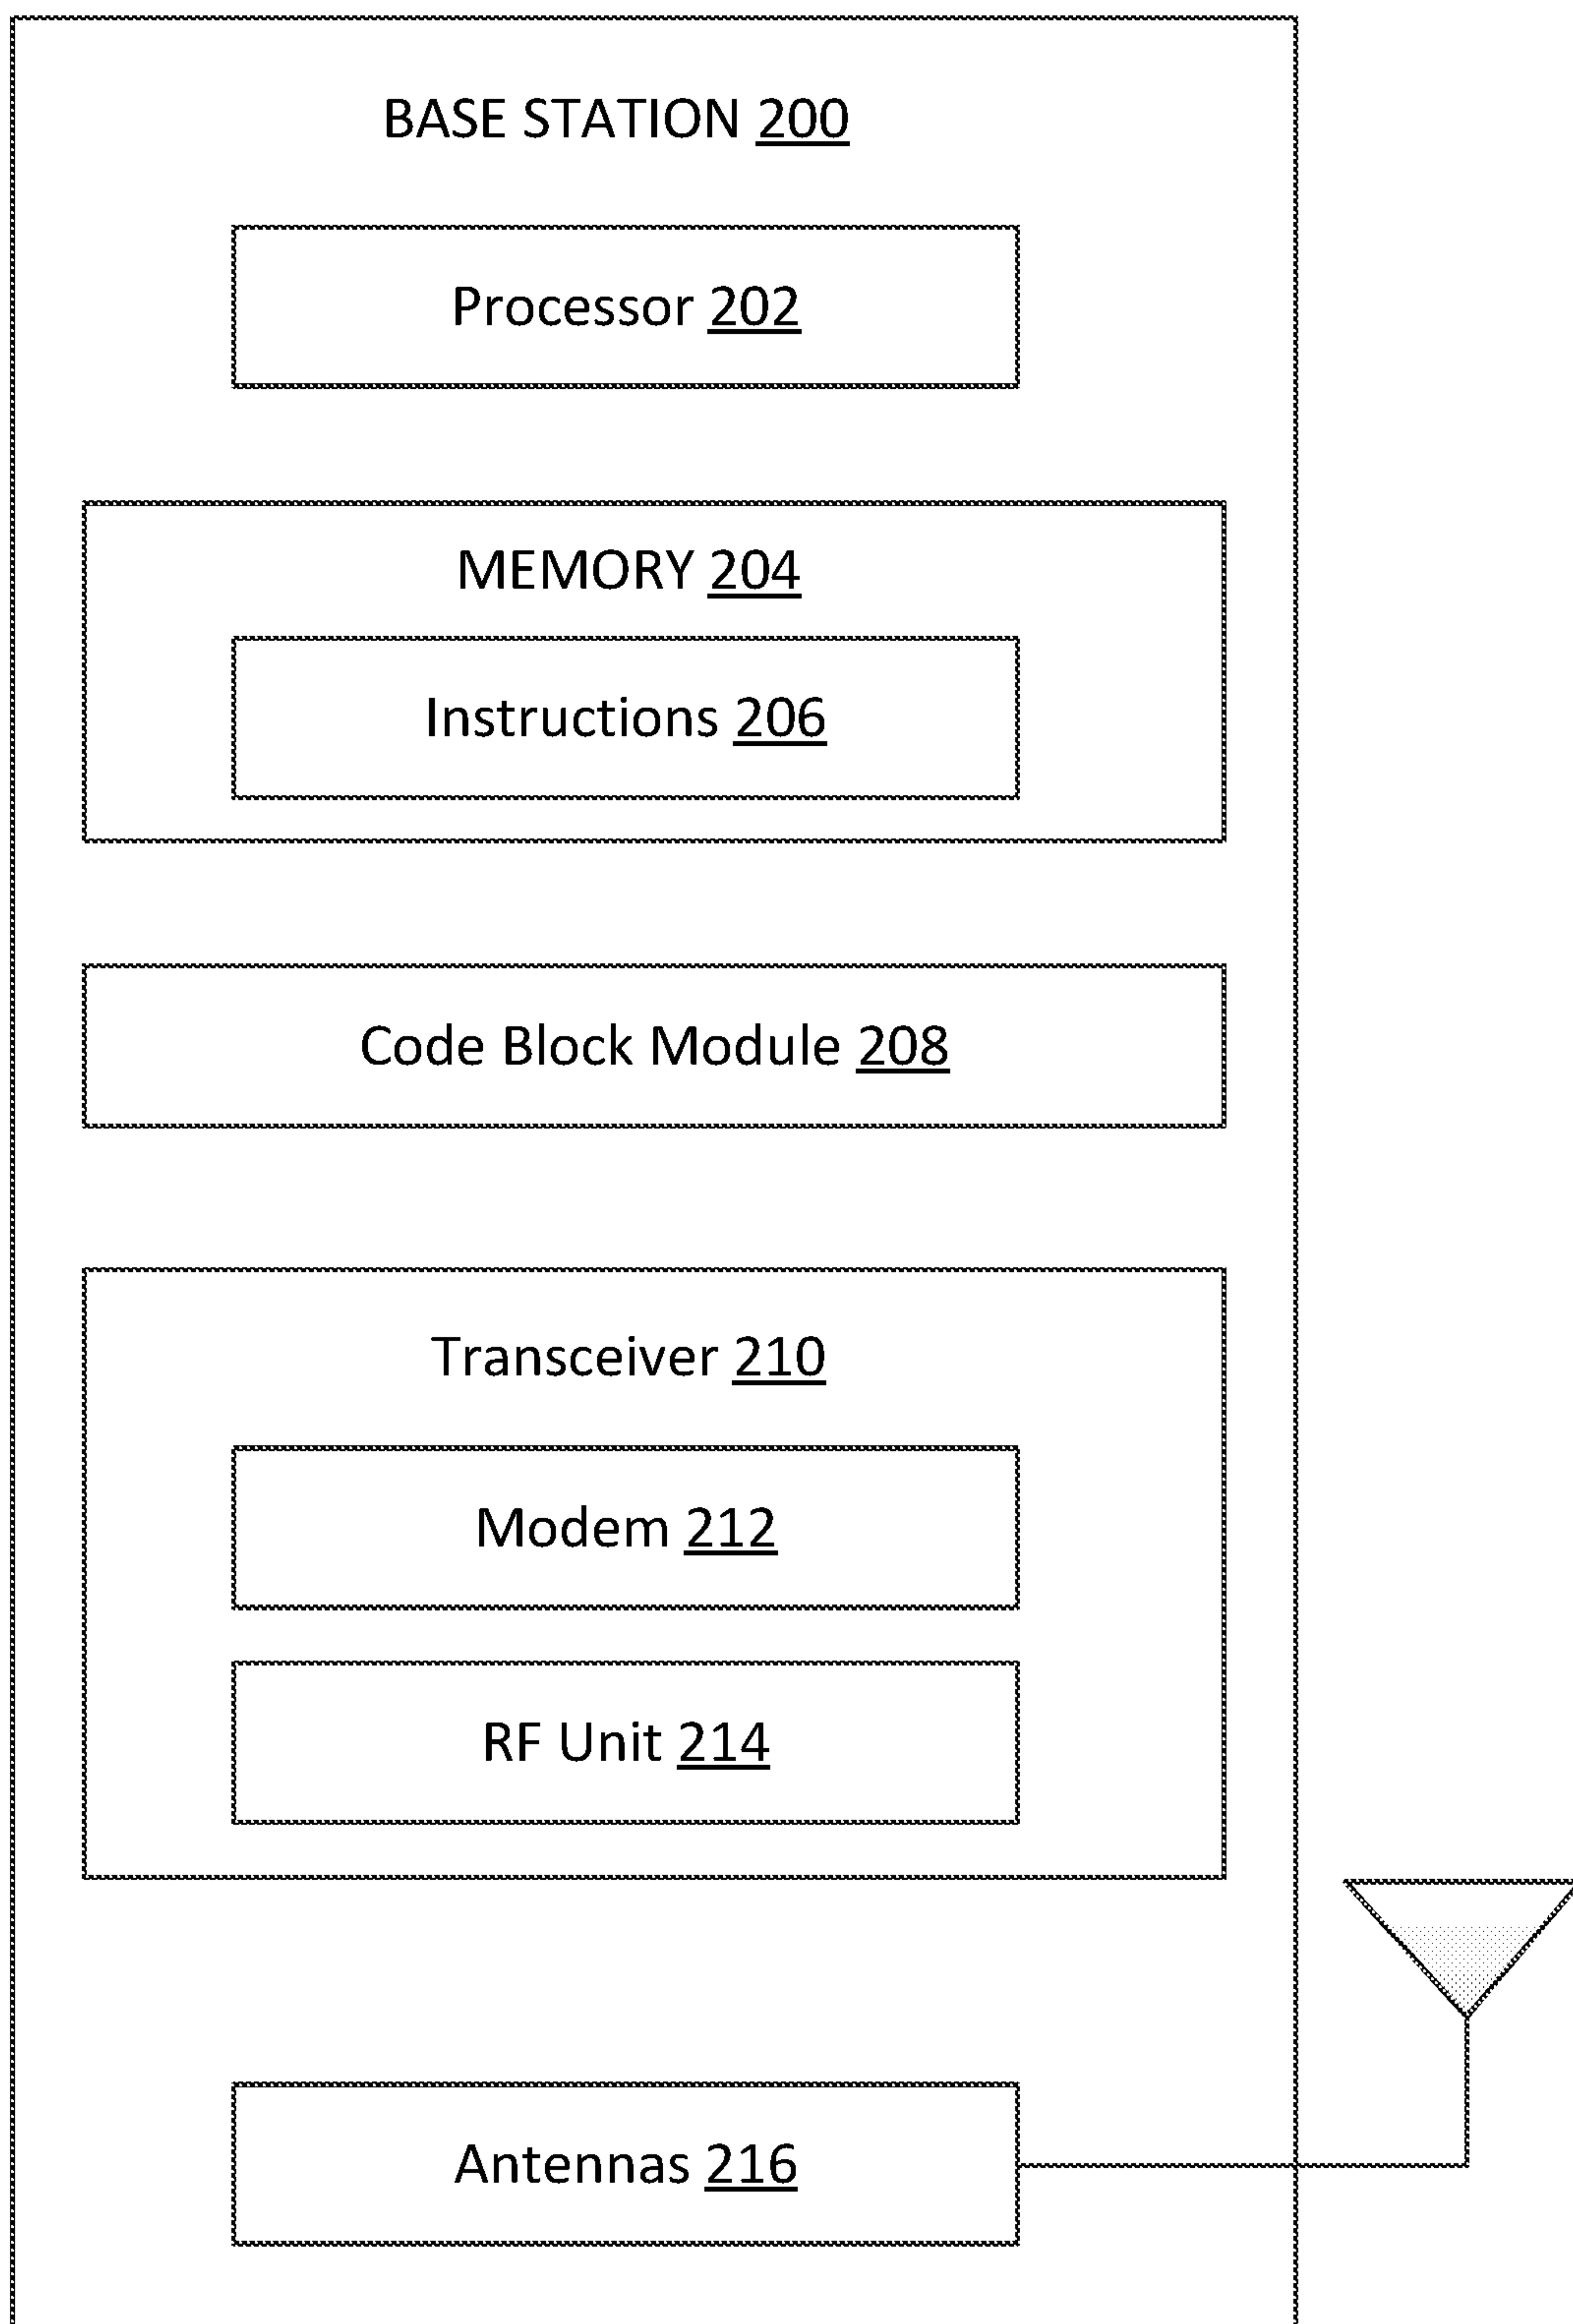 BASE STATION 200
Processor 202
MEMORY 204
Instructions 206
Code Block Module 208
Transceiver 210
Modem 212
RF Unit 214
Antennas 216